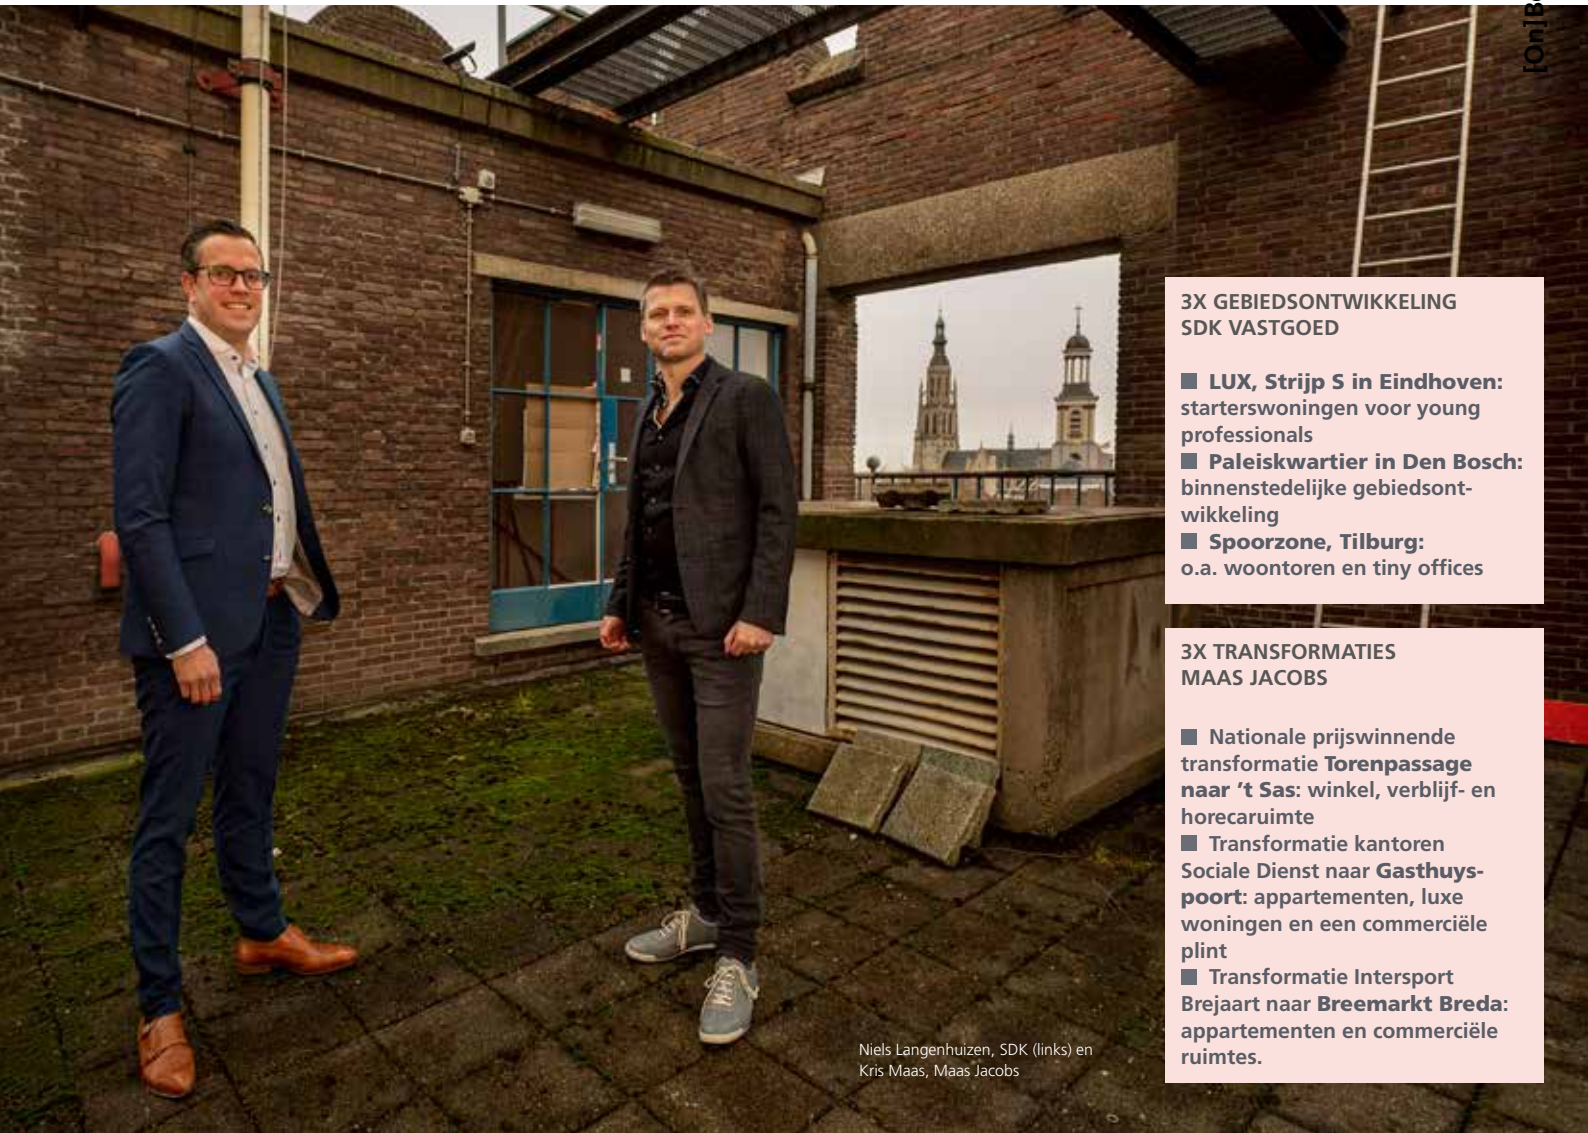 [On]B
3X GEBIEDSONTWIKKELING
SDK VASTGOED
■ LUX, Strijp S in Eindhoven:
starterswoningen voor young
professionals
■ Paleiskwartier in Den Bosch:
binnenstedelijke gebiedsont-
wikkeling
■ Spoorzone, Tilburg:
o.a. woontoren en tiny offices
3X TRANSFORMATIES
MAAS JACOBS
■ Nationale prijswinnende
transformatie Torenpassage
naar ’t Sas: winkel, verblijf- en
horecaruimte
■ Transformatie kantoren
Sociale Dienst naar Gasthuys-
poort: appartementen, luxe
woningen en een commerciële
plint
■ Transformatie Intersport
Brejaart naar Breemarkt Breda:
appartementen en commerciële
ruimtes.
Niels Langenhuizen, SDK (links) en
Kris Maas, Maas Jacobs